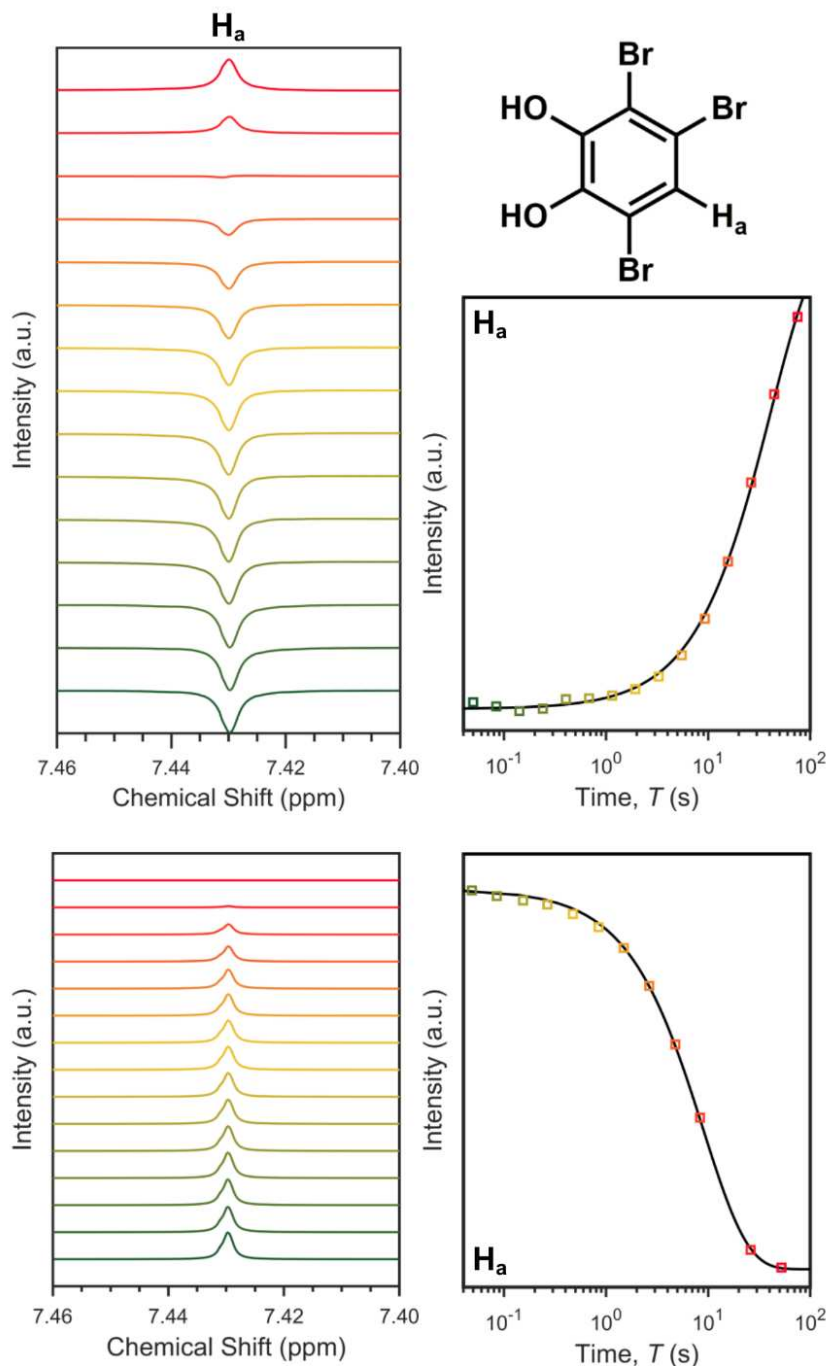 Hₐ
Br
HO
Br
HO
Hₐ
Br
Intensity (a.u.)
7.46 7.44 7.42 7.40
Chemical Shift (ppm)
Hₐ
Intensity (a.u.)
10⁻¹ 10⁰ 10¹ 10²
Time, T (s)
Intensity (a.u.)
7.46 7.44 7.42 7.40
Chemical Shift (ppm)
Intensity (a.u.)
Hₐ
10⁻¹ 10⁰ 10¹ 10²
Time, T (s)